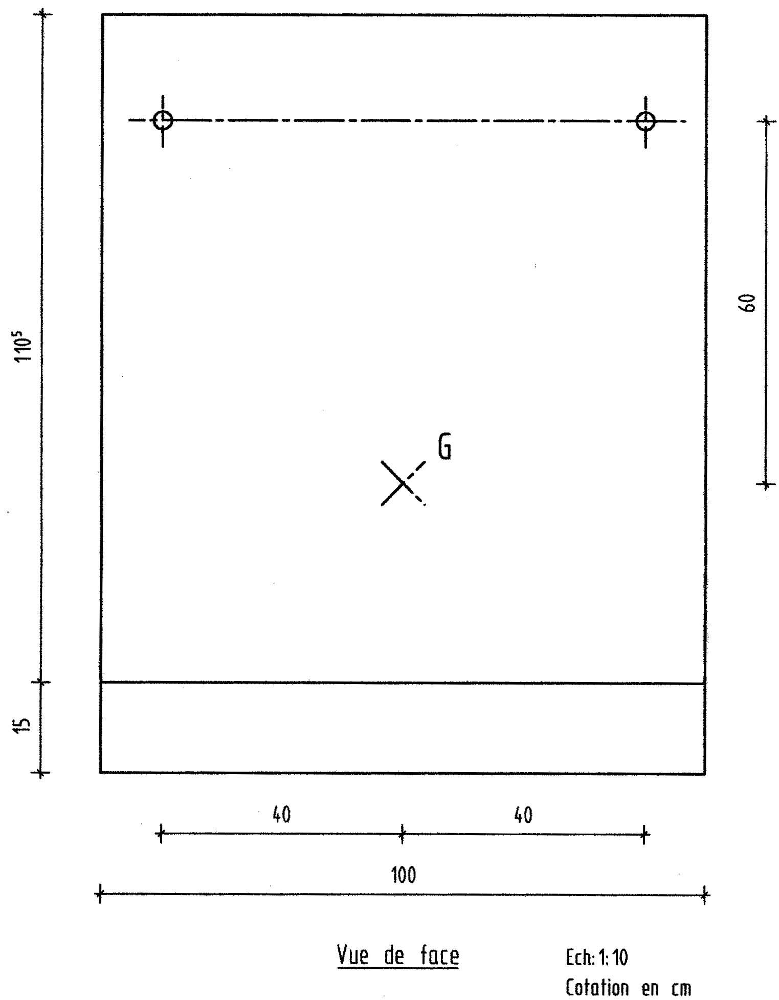 60
110⁵
G
15
40 40
100
Vue de face
Ech: 1: 10
Cotation en cm